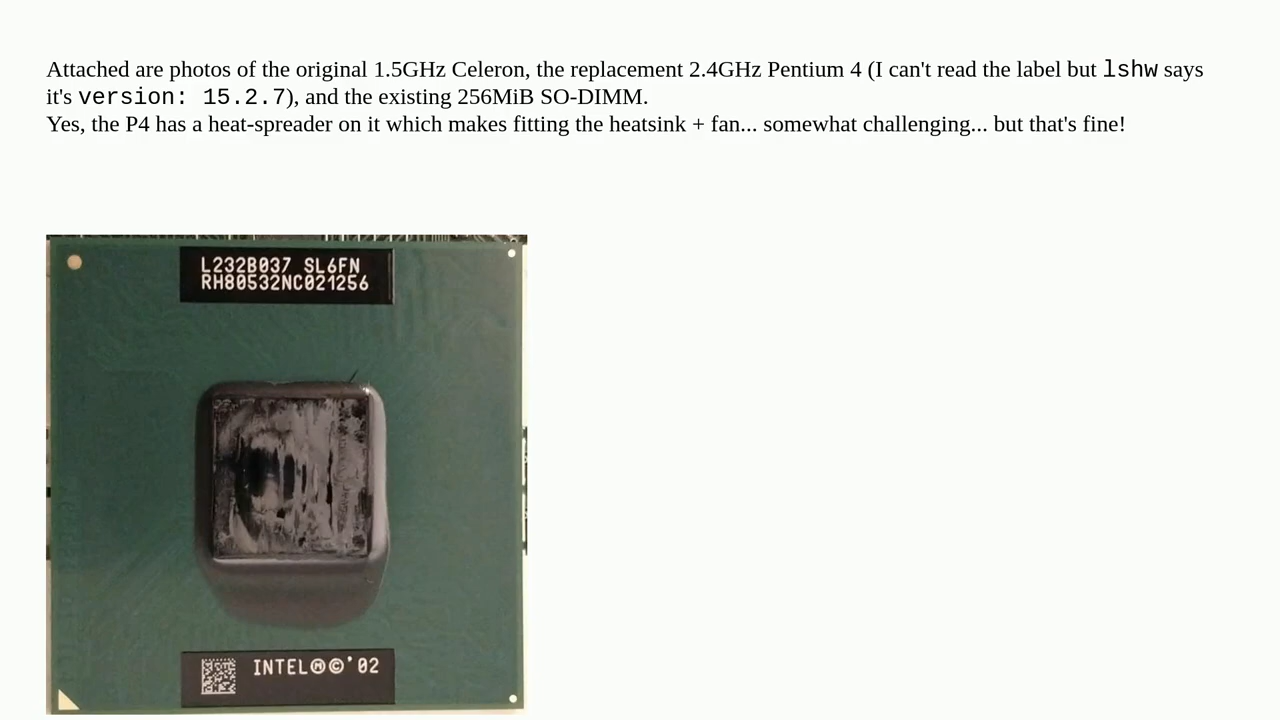 Attached are photos of the original 1.5GHz Celeron, the replacement 2.4GHz Pentium 4 (I can't read the label but lshw says
it's version: 15.2.7), and the existing 256MiB SO-DIMM.
Yes, the P4 has a heat-spreader on it which makes fitting the heatsink + fan... somewhat challenging... but that's fine!
L232B037 SL6FN
RH80532NC021256
INTELⓂ©'02